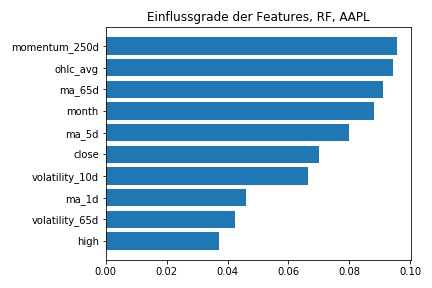 Einflussgrade der Features, RF, AAPL
momentum_250d
ohlc_avg
ma_65d
month
ma_5d
close
volatility_10d
ma_1d
volatility_65d
high
0.00 0.02 0.04 0.06 0.08 0.10